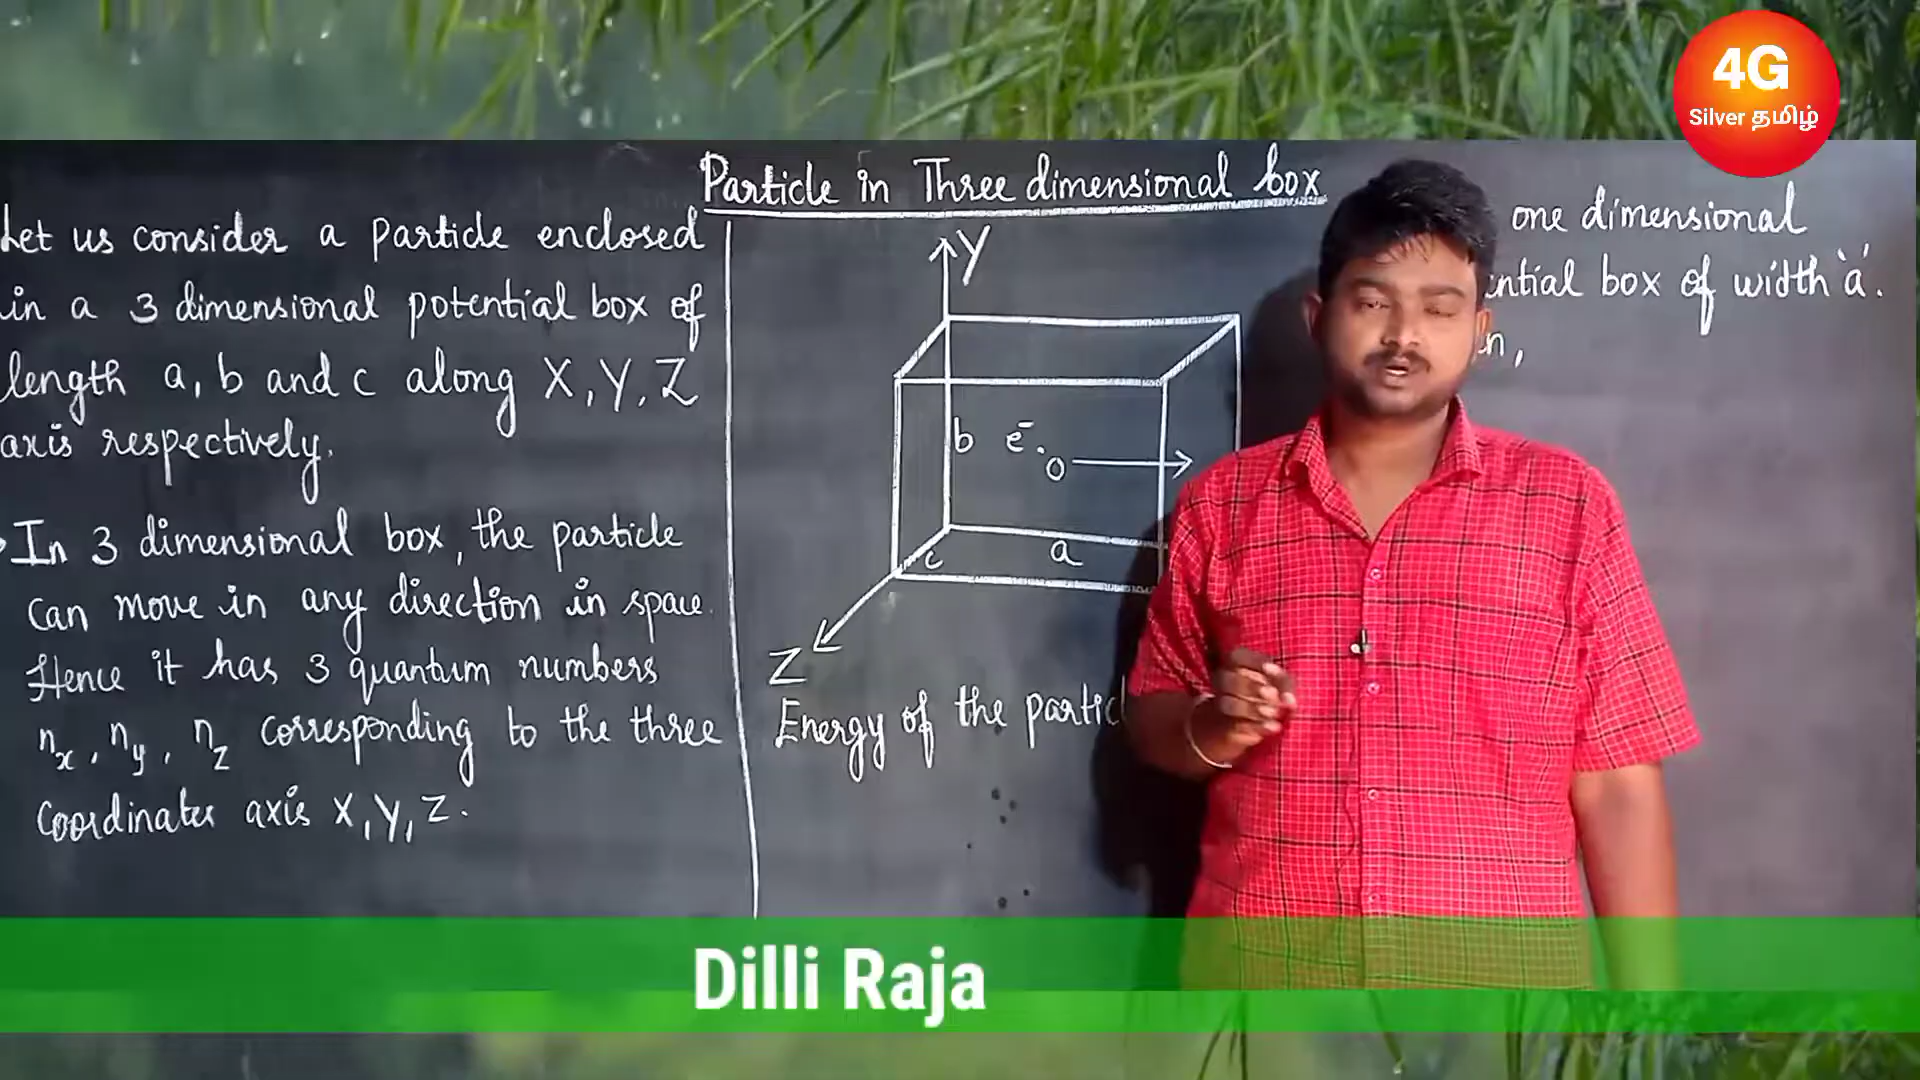 4G
Silver தமிழ்
Particle in Three dimensional box
Let us consider a particle enclosed
in a 3 dimensional potential box of
length a, b and c along X, Y, Z
axis respectively.
In 3 dimensional box, the particle
Can move in any direction in space.
Hence it has 3 quantum numbers
nx, ny, nz corresponding to the three
Coordinates axis X, Y, Z.
Y
b e⁻
a
c
Z
Energy of the
one dimensional
box of width 'a'.
Dilli Raja